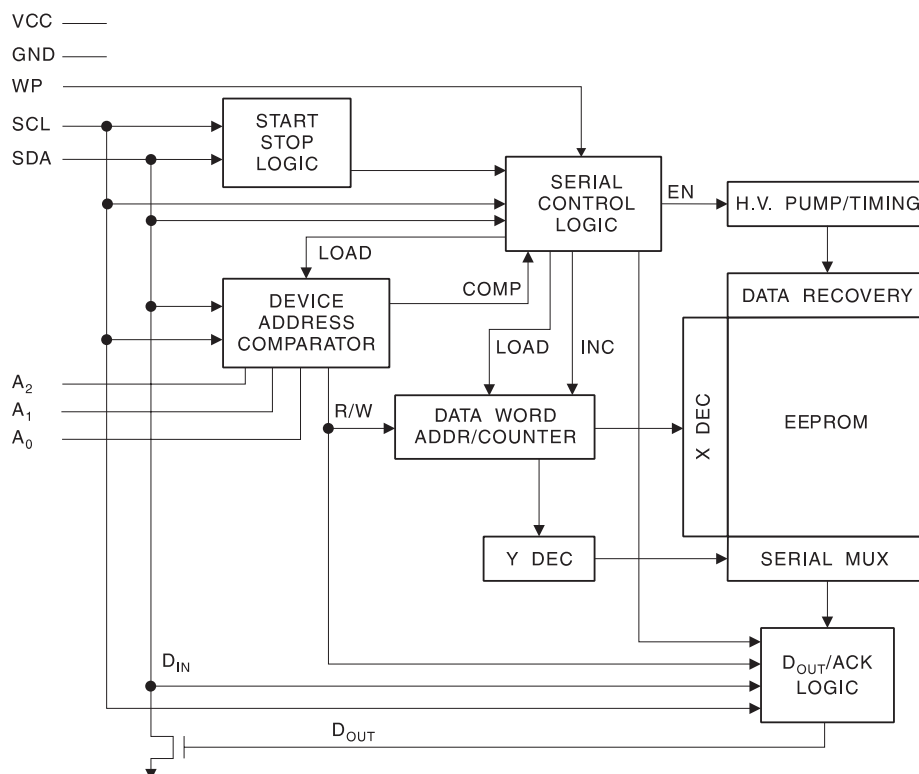 VCC
GND
WP
SCL
SDA
START
STOP
LOGIC
SERIAL
CONTROL
LOGIC
EN
H.V. PUMP/TIMING
LOAD
COMP
DATA RECOVERY
DEVICE
ADDRESS
COMPARATOR
LOAD
INC
A2
A1
A0
R/W
DATA WORD
ADDR/COUNTER
X DEC
EEPROM
Y DEC
SERIAL MUX
DIN
DOUT/ACK
LOGIC
DOUT